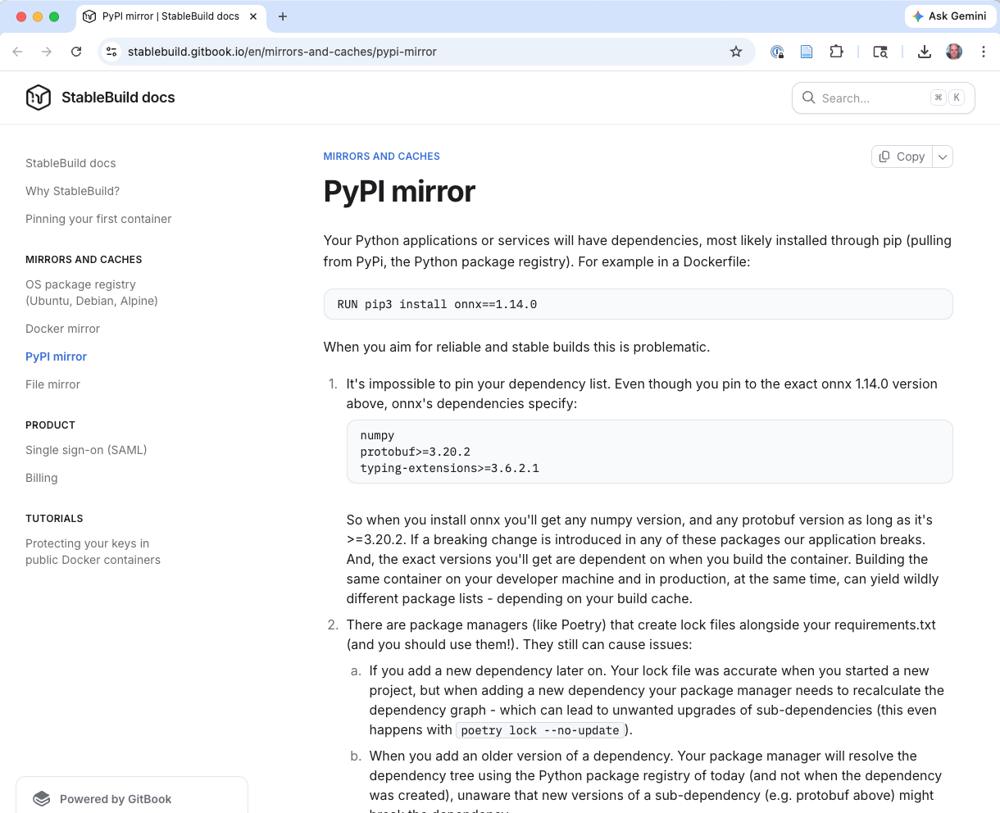 PyPI mirror | StableBuild docs
Ask Gemini
stablebuild.gitbook.io/en/mirrors-and-caches/pypi-mirror
StableBuild docs
Search...
⌘ K
StableBuild docs
Why StableBuild?
Pinning your first container
MIRRORS AND CACHES
OS package registry
(Ubuntu, Debian, Alpine)
Docker mirror
PyPI mirror
File mirror
PRODUCT
Single sign-on (SAML)
Billing
TUTORIALS
Protecting your keys in
public Docker containers
Powered by GitBook
MIRRORS AND CACHES
Copy
PyPI mirror
Your Python applications or services will have dependencies, most likely installed through pip (pulling
from PyPi, the Python package registry). For example in a Dockerfile:
RUN pip3 install onnx==1.14.0
When you aim for reliable and stable builds this is problematic.
1. It's impossible to pin your dependency list. Even though you pin to the exact onnx 1.14.0 version
above, onnx's dependencies specify:
numpy
protobuf>=3.20.2
typing-extensions>=3.6.2.1
So when you install onnx you'll get any numpy version, and any protobuf version as long as it's
>=3.20.2. If a breaking change is introduced in any of these packages our application breaks.
And, the exact versions you'll get are dependent on when you build the container. Building the
same container on your developer machine and in production, at the same time, can yield wildly
different package lists - depending on your build cache.
2. There are package managers (like Poetry) that create lock files alongside your requirements.txt
(and you should use them!). They still can cause issues:
a. If you add a new dependency later on. Your lock file was accurate when you started a new
project, but when adding a new dependency your package manager needs to recalculate the
dependency graph - which can lead to unwanted upgrades of sub-dependencies (this even
happens with poetry lock --no-update ).
b. When you add an older version of a dependency. Your package manager will resolve the
dependency tree using the Python package registry of today (and not when the dependency
was created), unaware that new versions of a sub-dependency (e.g. protobuf above) might
break the dependency.